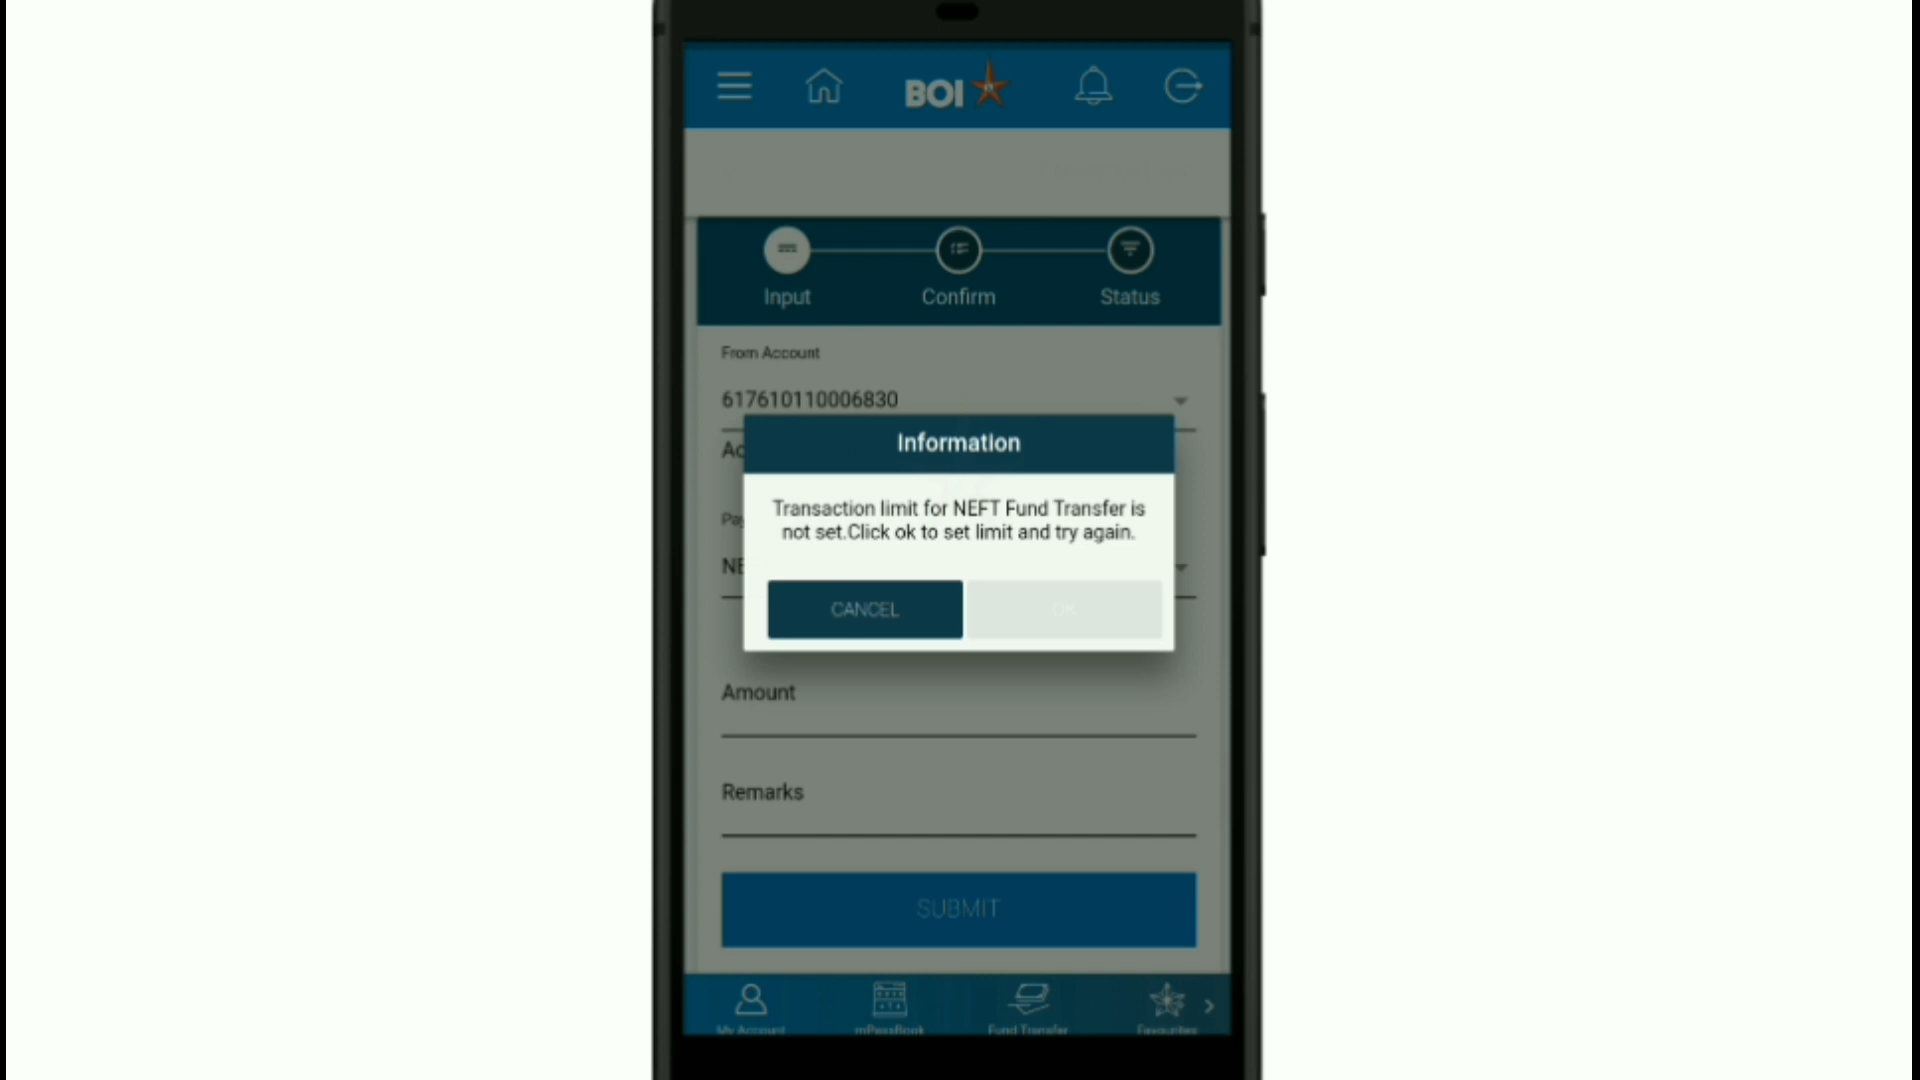 BOI
Input
Confirm
Status
From Account
617610110006830
Information
Transaction limit for NEFT Fund Transfer is
not set.Click ok to set limit and try again.
CANCEL
OK
Amount
Remarks
SUBMIT
My Account
mPassBook
Fund Transfer
Favourites